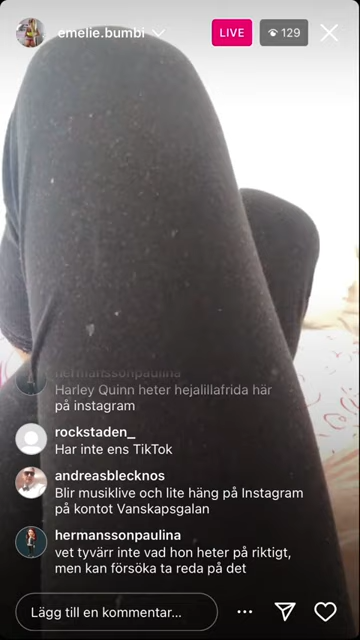 emelie.bumbi
LIVE
129
hermanssonpaulina
Harley Quinn heter hejalillafrida här
på instagram
rockstaden_
Har inte ens TikTok
andreasblecknos
Blir musiklive och lite häng på Instagram
på kontot Vanskapsgalan
hermanssonpaulina
vet tyvärr inte vad hon heter på riktigt,
men kan försöka ta reda på det
Lägg till en kommentar...